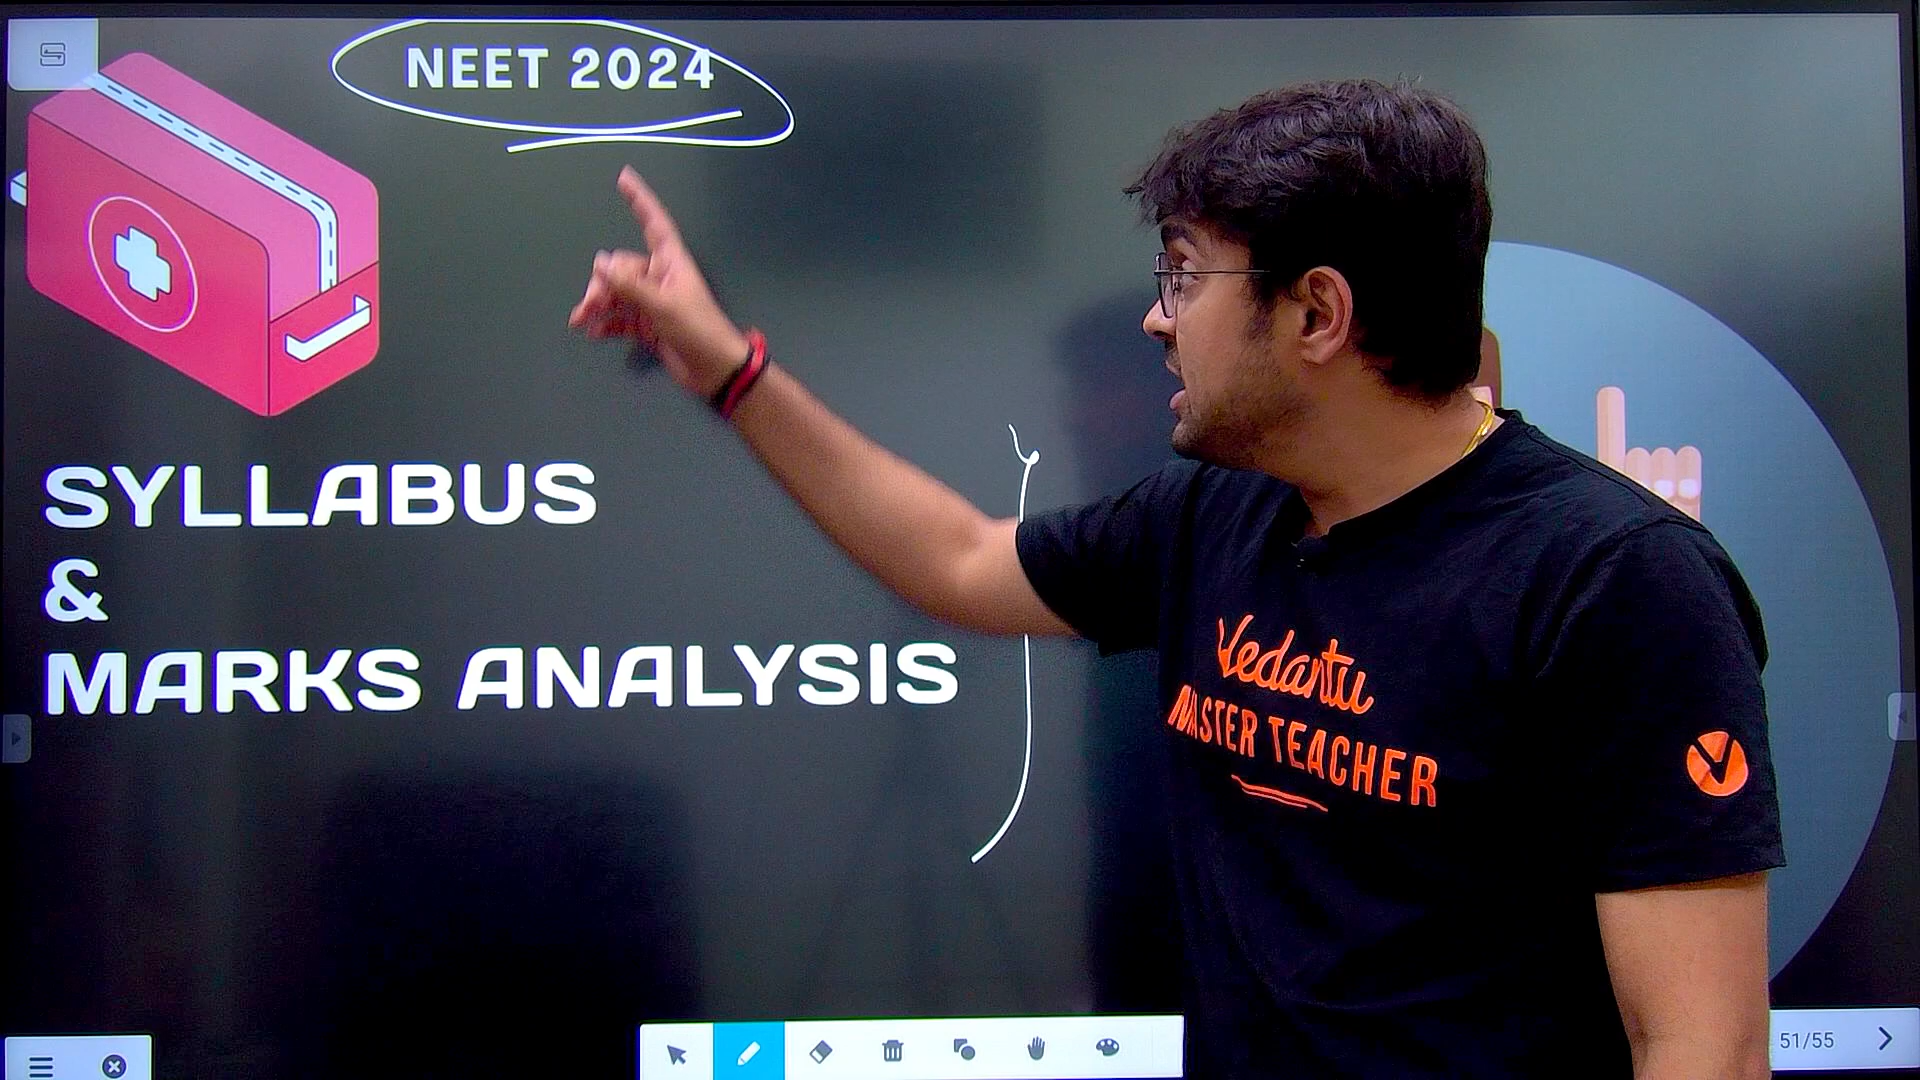 NEET 2024
SYLLABUS
&
MARKS ANALYSIS
Vedantu
MASTER TEACHER
51/55